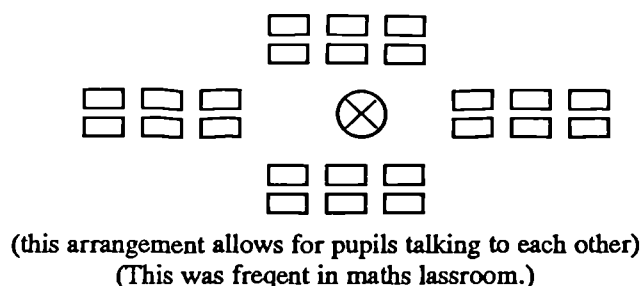 (this arrangement allows for pupils talking to each other)
(This was freqent in maths lassroom.)